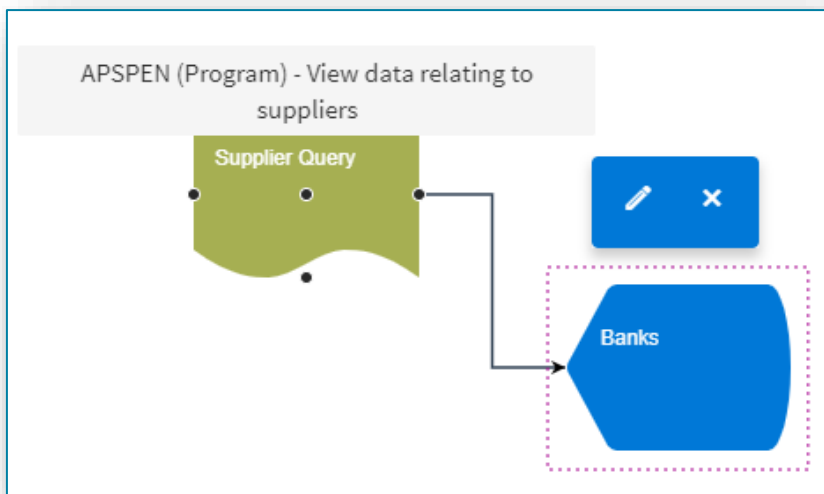 APSPEN (Program) - View data relating to
suppliers
Supplier Query
Banks